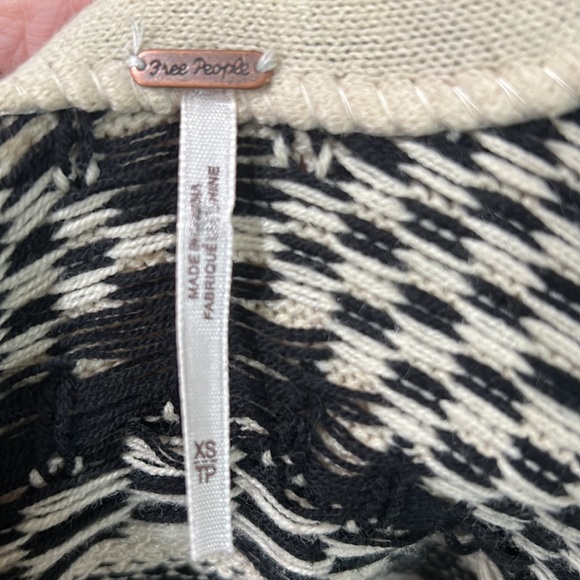 Free People
MADE IN CHINA
FABRIQUÉ EN CHINE
XS
TP